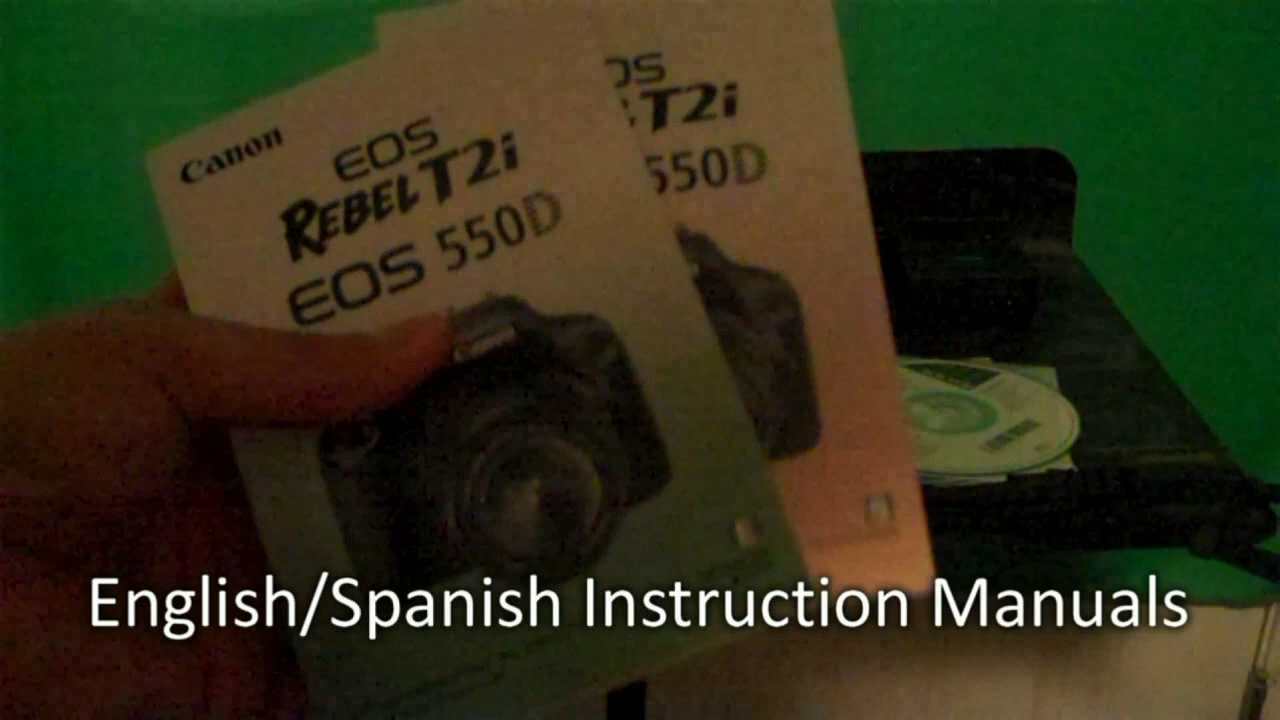 Canon
EOS
REBEL T2i
EOS 550D
OS
T2i
550D
English/Spanish Instruction Manuals